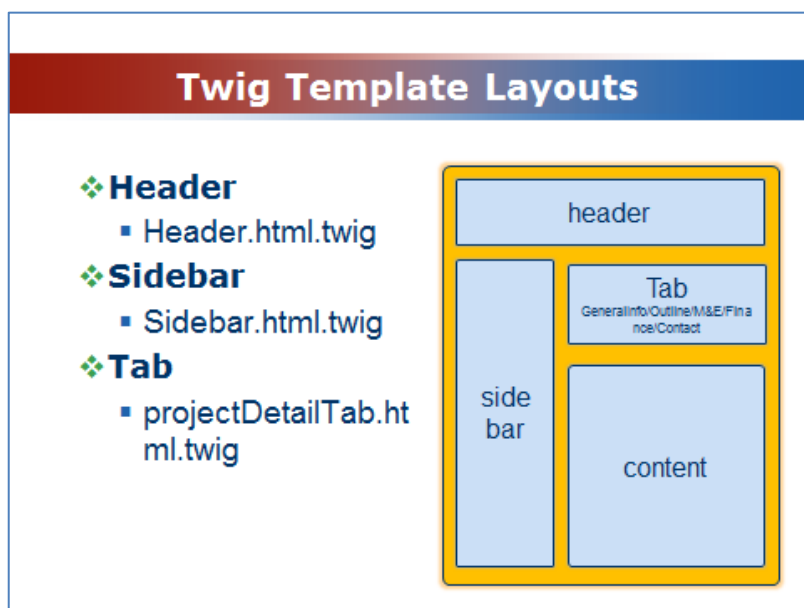 Twig Template Layouts
Header
Header.html.twig
Sidebar
Sidebar.html.twig
Tab
projectDetailTab.ht
ml.twig
header
Tab
GeneralInfo/Outline/M&E/Fina
nce/Contact
side
bar
content